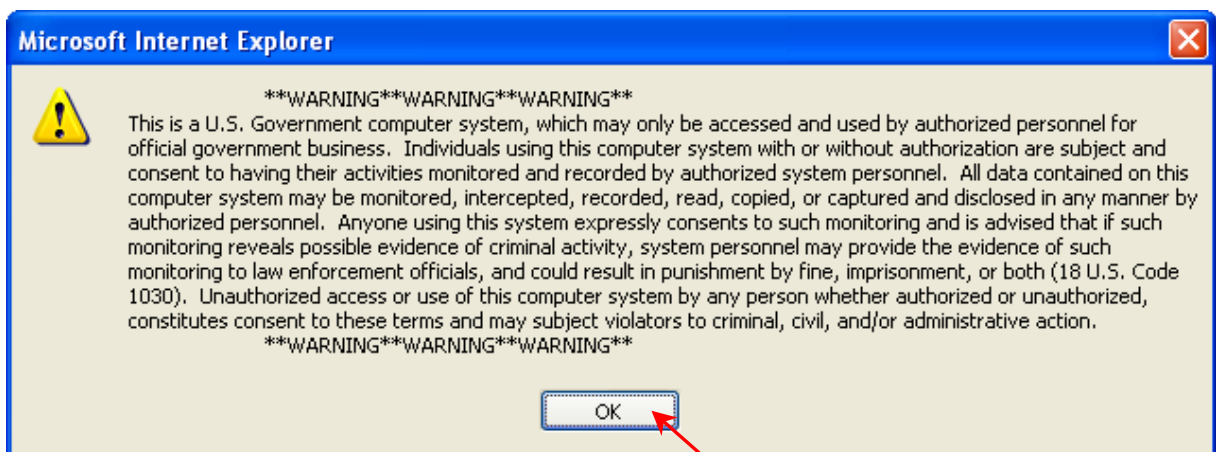 Microsoft Internet Explorer
**WARNING**WARNING**WARNING**
This is a U.S. Government computer system, which may only be accessed and used by authorized personnel for
official government business.  Individuals using this computer system with or without authorization are subject and
consent to having their activities monitored and recorded by authorized system personnel.  All data contained on this
computer system may be monitored, intercepted, recorded, read, copied, or captured and disclosed in any manner by
authorized personnel.  Anyone using this system expressly consents to such monitoring and is advised that if such
monitoring reveals possible evidence of criminal activity, system personnel may provide the evidence of such
monitoring to law enforcement officials, and could result in punishment by fine, imprisonment, or both (18 U.S. Code
1030).  Unauthorized access or use of this computer system by any person whether authorized or unauthorized,
constitutes consent to these terms and may subject violators to criminal, civil, and/or administrative action.
**WARNING**WARNING**WARNING**
OK